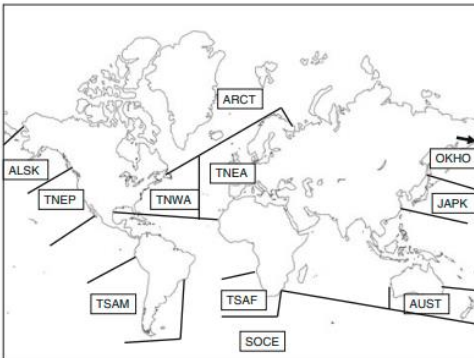 ARCT
OKHO
ALSK
TNEA
TNEP
TNWA
JAPK
TSAM
TSAF
AUST
SOCE